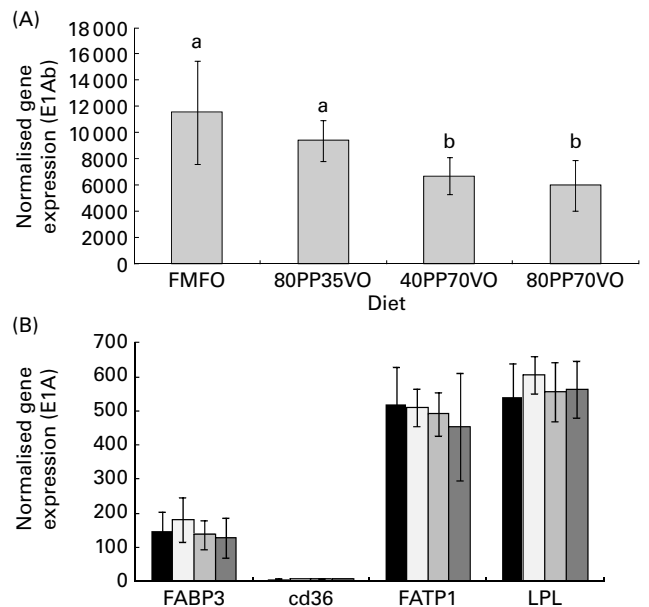 (A)
Normalised gene
expression (E1Ab)
18 000
16 000
14 000
12 000
10 000
8000
6000
4000
2000
0
a
a
b
b
FMFO
80PP35VO
40PP70VO
80PP70VO
Diet
(B)
Normalised gene
expression (E1A)
700
600
500
400
300
200
100
0
FABP3
cd36
FATP1
LPL